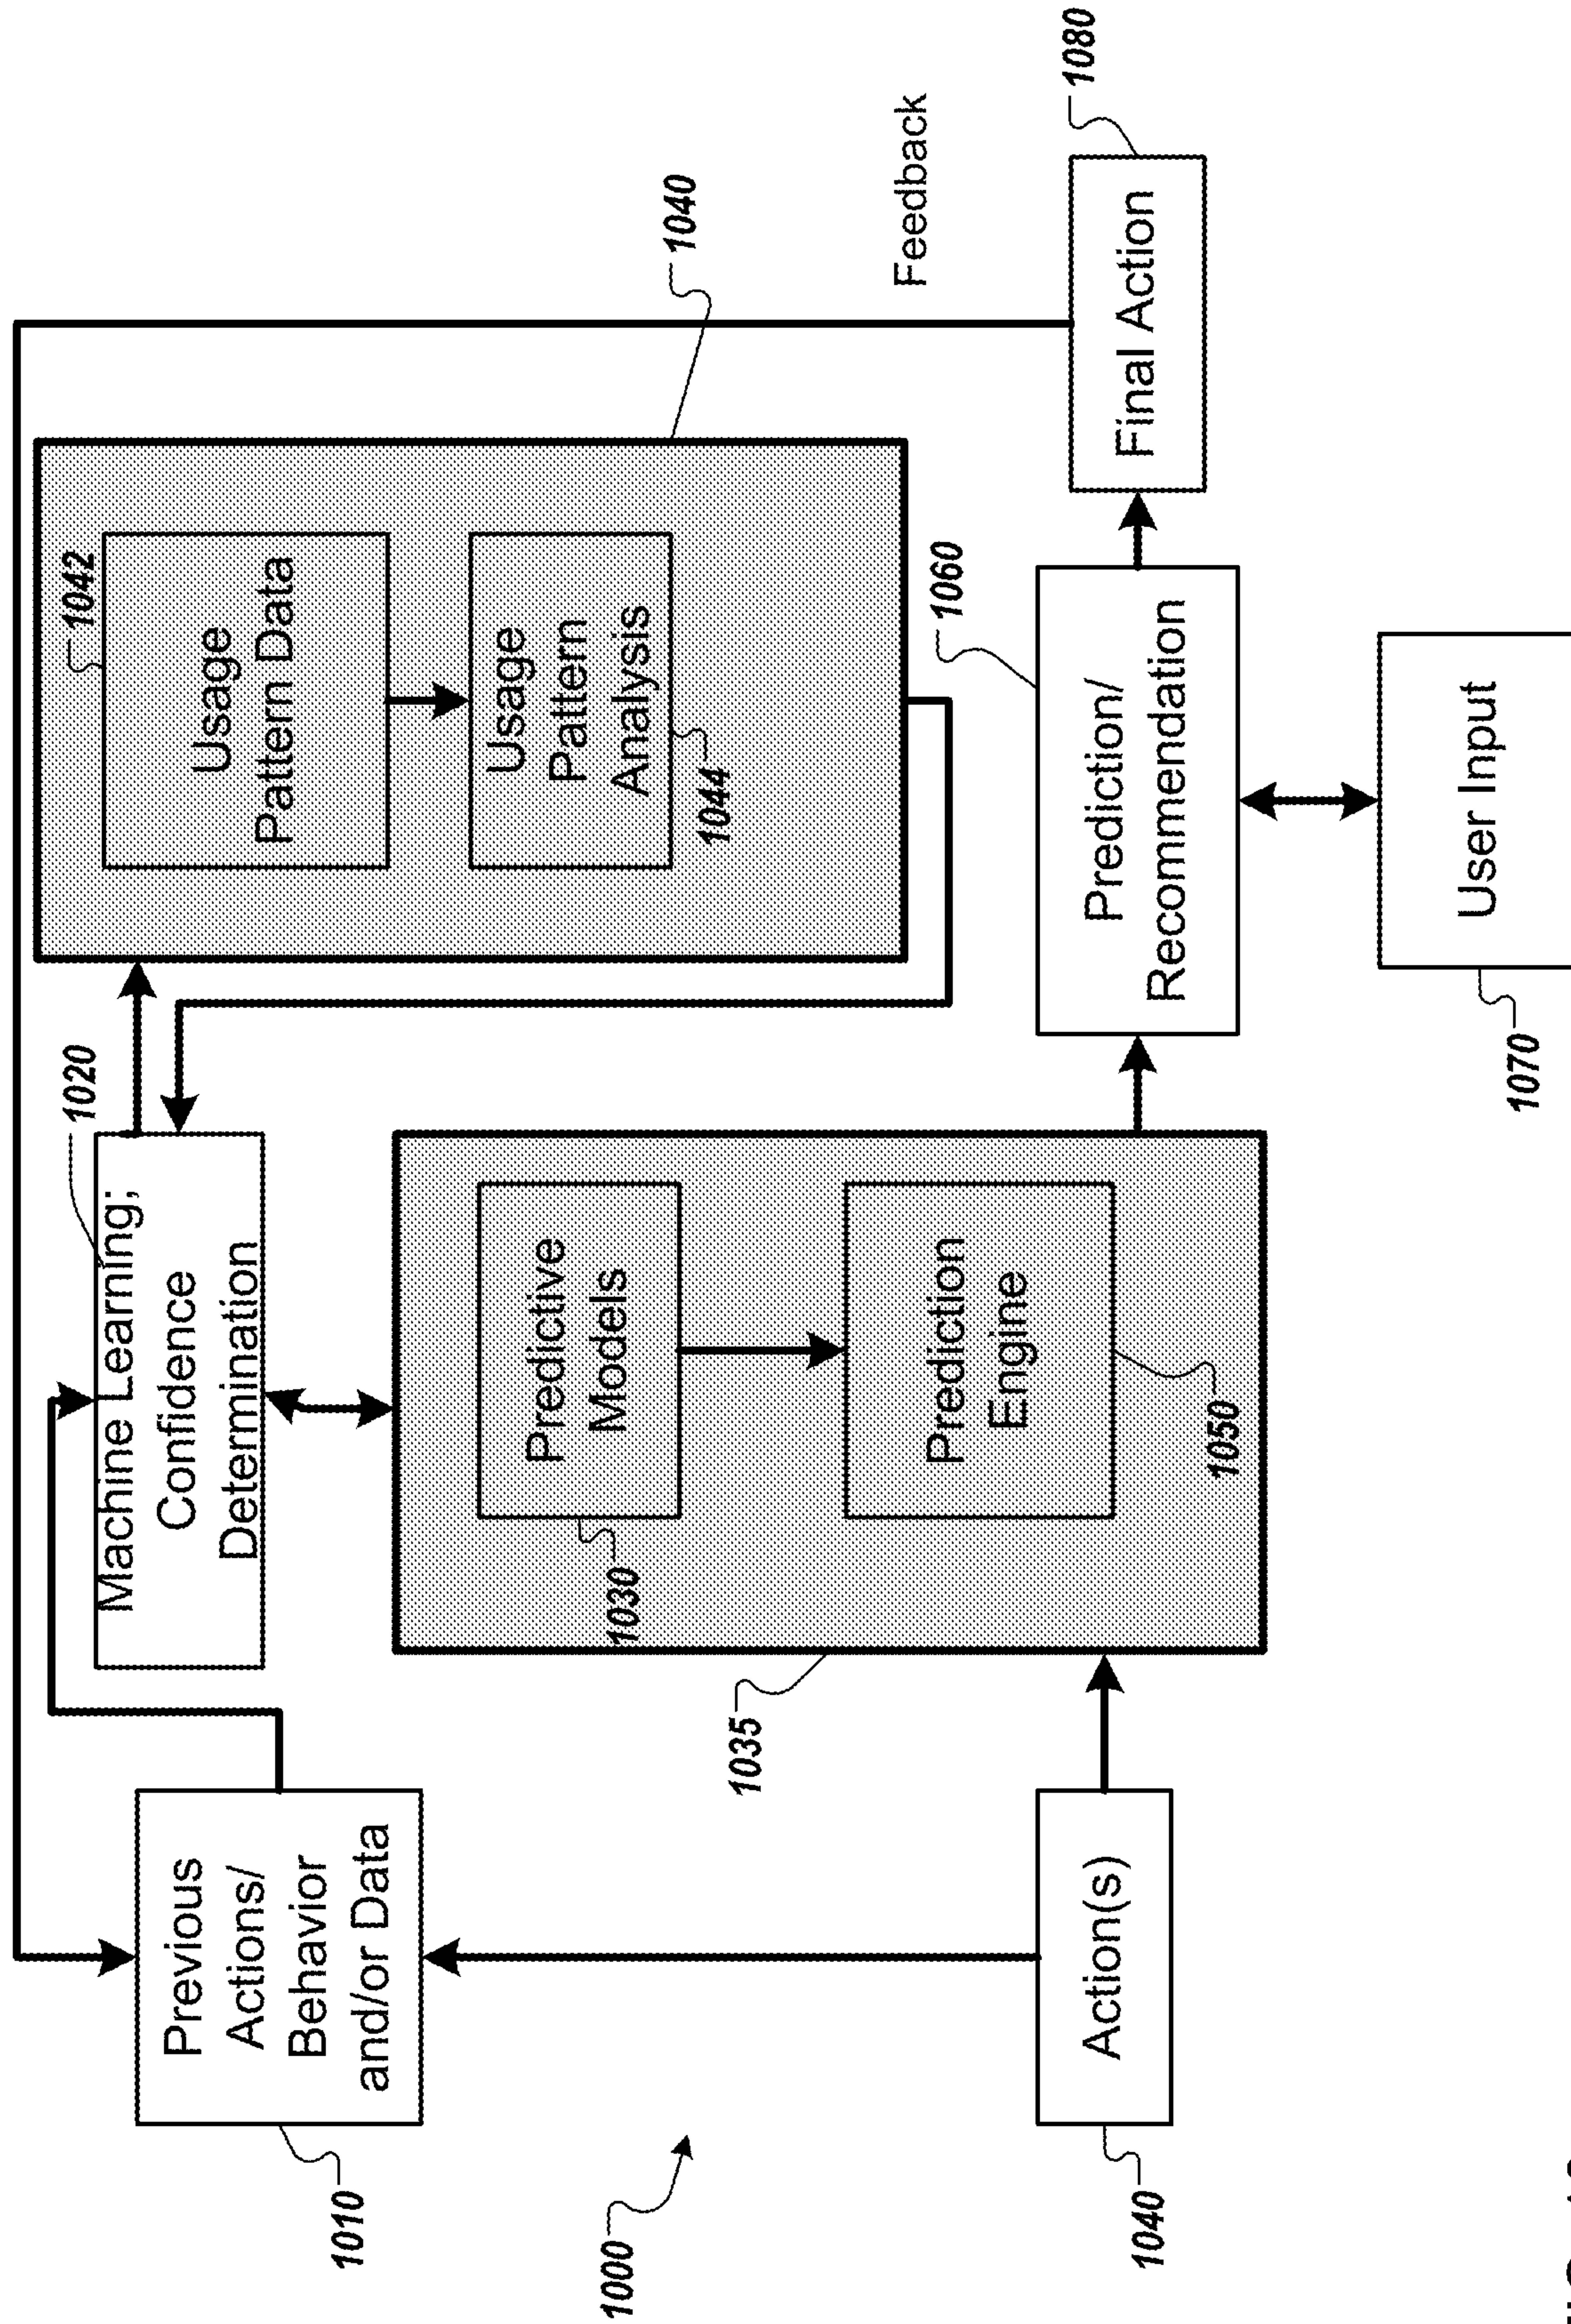 1020
Machine Learning;
Confidence
Determination
1042
Usage
Pattern Data
Previous
Actions/
Behavior
and/or Data
1010
Usage
Pattern
Analysis
1044
1040
Predictive
Models
1030
1000
1035
Feedback
Prediction
Engine
1050
1060
Prediction/
Recommendation
1080
Final Action
Action(s)
1040
User Input
1070